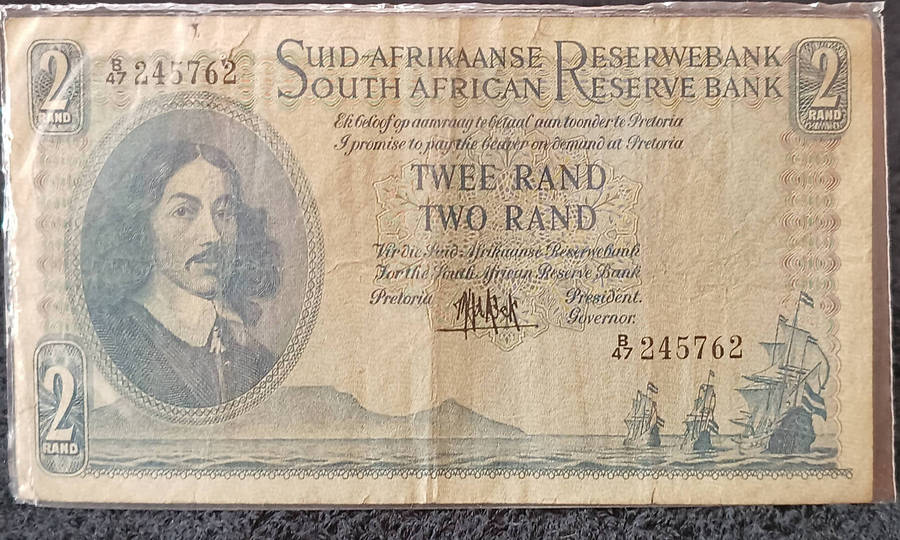 2 RAND
B/47 245762
SUID-AFRIKAANSE RESERWEBANK
SOUTH AFRICAN RESERVE BANK
2 RAND
Ek beloof op aanvraag te betaal aan toonder te Pretoria
I promise to pay the bearer on demand at Pretoria
TWEE RAND
TWO RAND
Vir die Suid-Afrikaanse Reserwebank
For the South African Reserve Bank
Pretoria President.
Governor.
B/47 245762
2 RAND